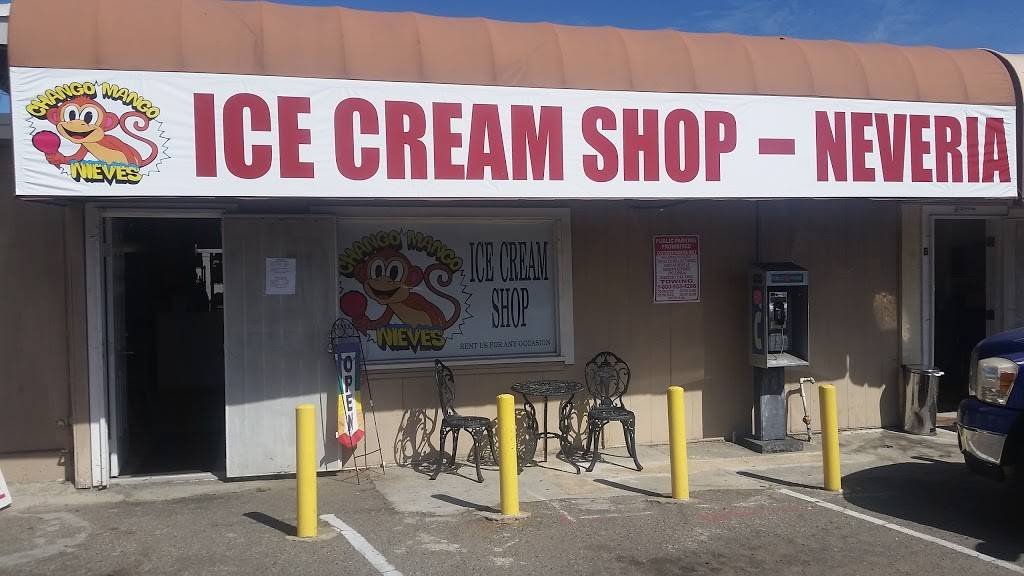 CHANGO MANGO
NIEVES
ICE CREAM SHOP - NEVERIA
CHANGO MANGO
NIEVES
ICE CREAM
SHOP
RENT US FOR ANY OCCASION
OPEN
PUBLIC PARKING
PROHIBITED
TOWING